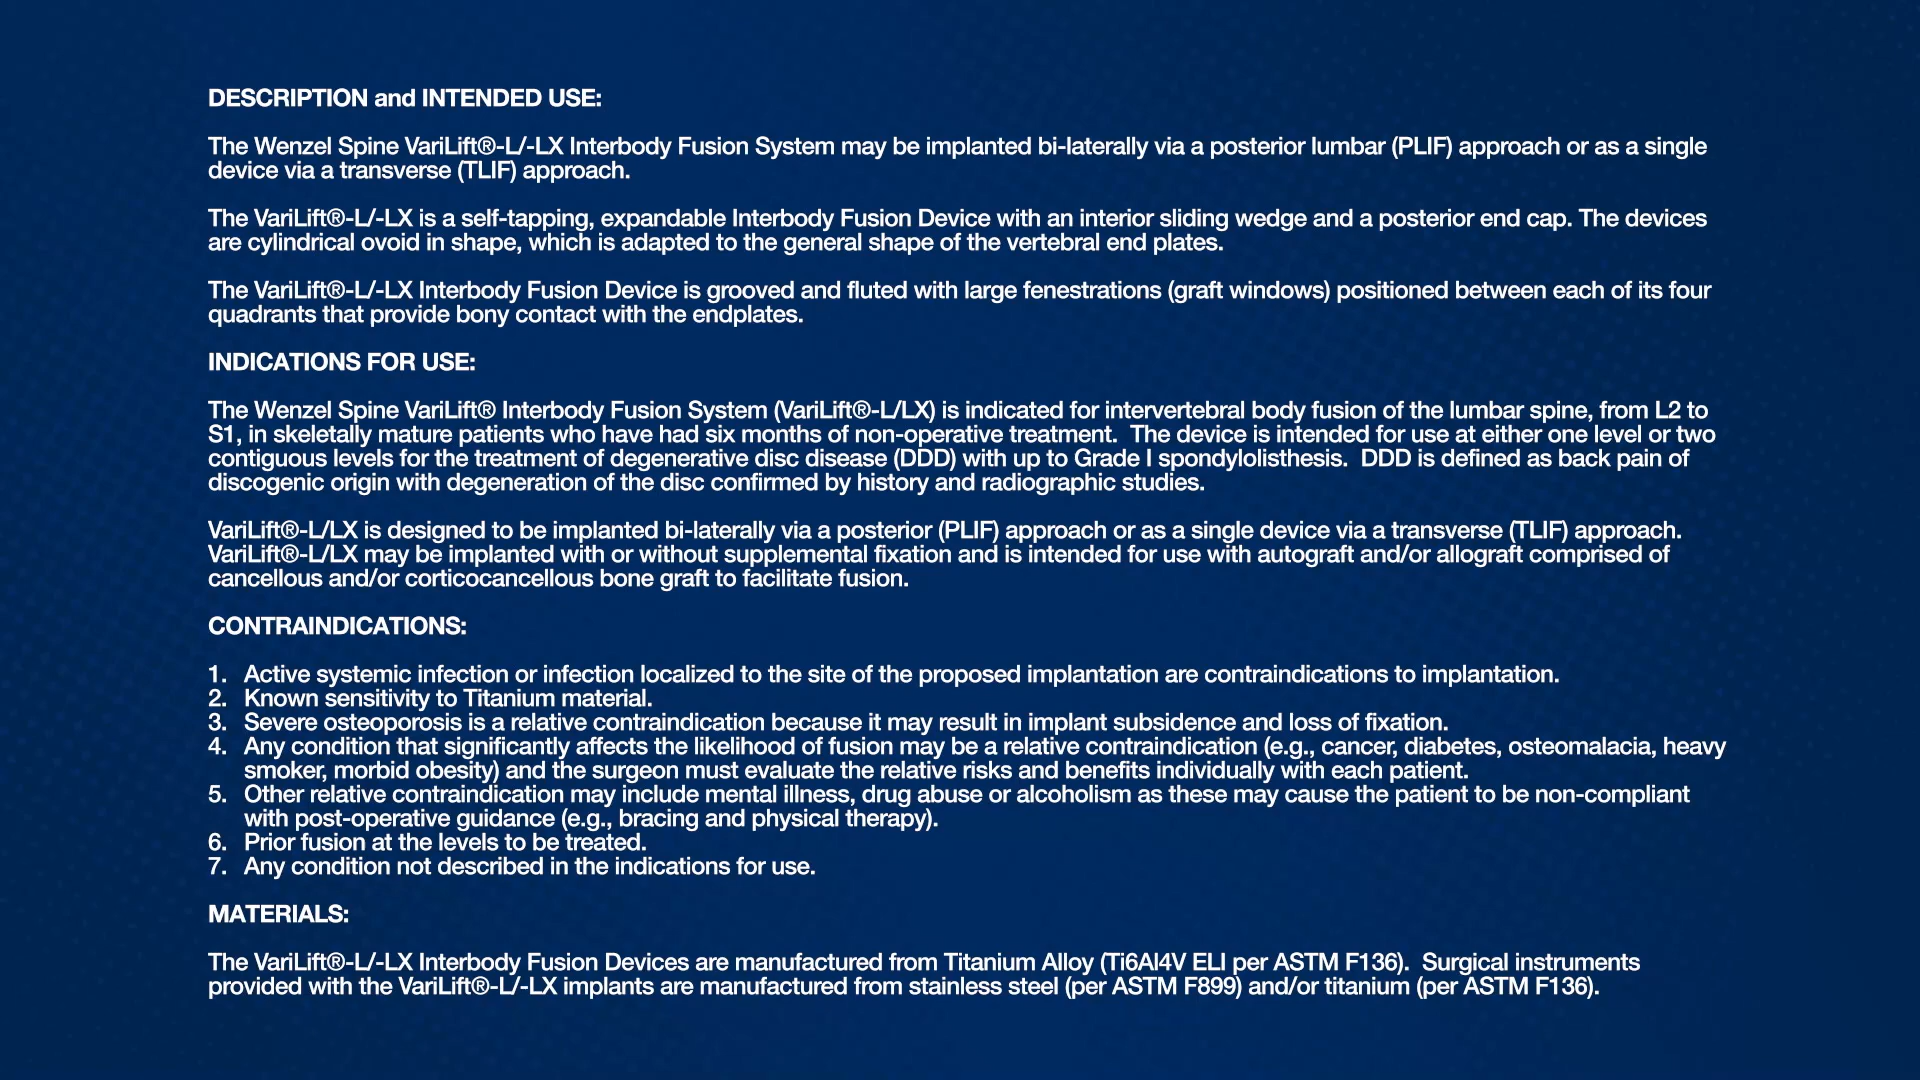 DESCRIPTION and INTENDED USE:
The Wenzel Spine VariLift®-L/-LX Interbody Fusion System may be implanted bi-laterally via a posterior lumbar (PLIF) approach or as a single
device via a transverse (TLIF) approach.
The VariLift®-L/-LX is a self-tapping, expandable Interbody Fusion Device with an interior sliding wedge and a posterior end cap. The devices
are cylindrical ovoid in shape, which is adapted to the general shape of the vertebral end plates.
The VariLift®-L/-LX Interbody Fusion Device is grooved and fluted with large fenestrations (graft windows) positioned between each of its four
quadrants that provide bony contact with the endplates.
INDICATIONS FOR USE:
The Wenzel Spine VariLift® Interbody Fusion System (VariLift®-L/LX) is indicated for intervertebral body fusion of the lumbar spine, from L2 to
S1, in skeletally mature patients who have had six months of non-operative treatment.  The device is intended for use at either one level or two
contiguous levels for the treatment of degenerative disc disease (DDD) with up to Grade I spondylolisthesis.  DDD is defined as back pain of
discogenic origin with degeneration of the disc confirmed by history and radiographic studies.
VariLift®-L/LX is designed to be implanted bi-laterally via a posterior (PLIF) approach or as a single device via a transverse (TLIF) approach.
VariLift®-L/LX may be implanted with or without supplemental fixation and is intended for use with autograft and/or allograft comprised of
cancellous and/or corticocancellous bone graft to facilitate fusion.
CONTRAINDICATIONS:
1. Active systemic infection or infection localized to the site of the proposed implantation are contraindications to implantation.
2. Known sensitivity to Titanium material.
3. Severe osteoporosis is a relative contraindication because it may result in implant subsidence and loss of fixation.
4. Any condition that significantly affects the likelihood of fusion may be a relative contraindication (e.g., cancer, diabetes, osteomalacia, heavy
smoker, morbid obesity) and the surgeon must evaluate the relative risks and benefits individually with each patient.
5. Other relative contraindication may include mental illness, drug abuse or alcoholism as these may cause the patient to be non-compliant
with post-operative guidance (e.g., bracing and physical therapy).
6. Prior fusion at the levels to be treated.
7. Any condition not described in the indications for use.
MATERIALS:
The VariLift®-L/-LX Interbody Fusion Devices are manufactured from Titanium Alloy (Ti6Al4V ELI per ASTM F136).  Surgical instruments
provided with the VariLift®-L/-LX implants are manufactured from stainless steel (per ASTM F899) and/or titanium (per ASTM F136).